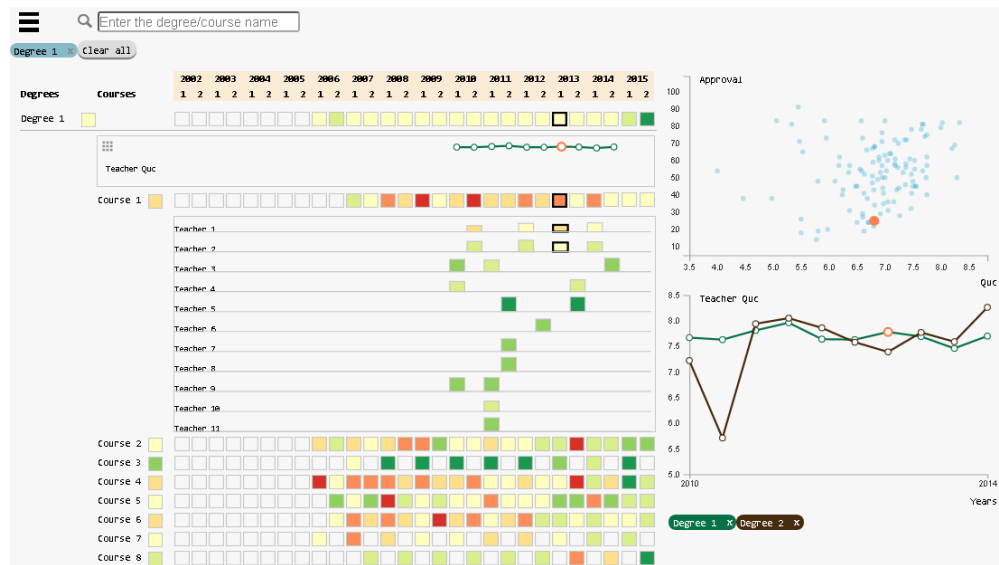 Enter the degree/course name
Degree 1 x Clear all
2002 2003 2004 2005 2006 2007 2008 2009 2010 2011 2012 2013 2014 2015
Degrees Courses 1 2 1 2 1 2 1 2 1 2 1 2 1 2 1 2 1 2 1 2 1 2 1 2 1 2 1 2
Degree 1
Teacher Quc
Course 1
Teacher 1
Teacher 2
Teacher 3
Teacher 4
Teacher 5
Teacher 6
Teacher 7
Teacher 8
Teacher 9
Teacher 10
Teacher 11
Course 2
Course 3
Course 4
Course 5
Course 6
Course 7
Course 8
Approval
100
90
80
70
60
50
40
30
20
10
3.5 4.0 4.5 5.0 5.5 6.0 6.5 7.0 7.5 8.0 8.5
Quc
Teacher Quc
8.5
8.0
7.5
7.0
6.5
6.0
5.5
5.0
2010 2014
Years
Degree 1 x Degree 2 x